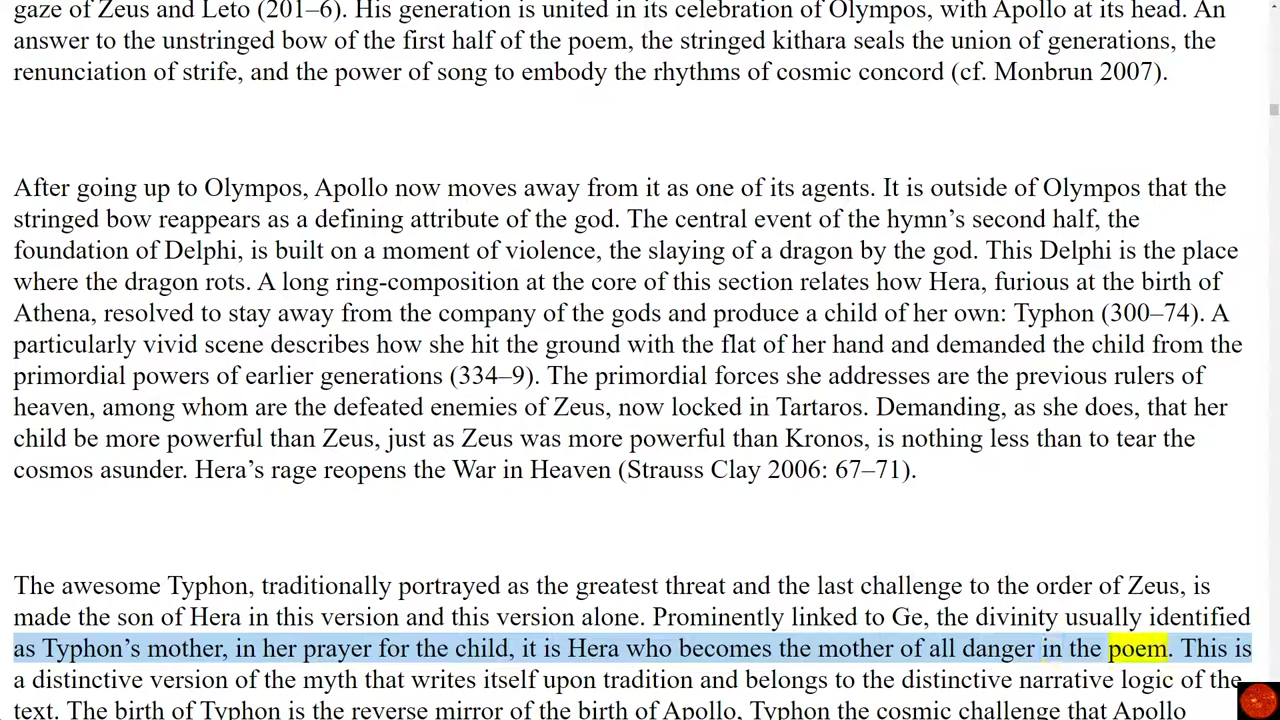 gaze of Zeus and Leto (201–6). His generation is united in its celebration of Olympos, with Apollo at its head. An
answer to the unstringed bow of the first half of the poem, the stringed kithara seals the union of generations, the
renunciation of strife, and the power of song to embody the rhythms of cosmic concord (cf. Monbrun 2007).
After going up to Olympos, Apollo now moves away from it as one of its agents. It is outside of Olympos that the
stringed bow reappears as a defining attribute of the god. The central event of the hymn’s second half, the
foundation of Delphi, is built on a moment of violence, the slaying of a dragon by the god. This Delphi is the place
where the dragon rots. A long ring-composition at the core of this section relates how Hera, furious at the birth of
Athena, resolved to stay away from the company of the gods and produce a child of her own: Typhon (300–74). A
particularly vivid scene describes how she hit the ground with the flat of her hand and demanded the child from the
primordial powers of earlier generations (334–9). The primordial forces she addresses are the previous rulers of
heaven, among whom are the defeated enemies of Zeus, now locked in Tartaros. Demanding, as she does, that her
child be more powerful than Zeus, just as Zeus was more powerful than Kronos, is nothing less than to tear the
cosmos asunder. Hera’s rage reopens the War in Heaven (Strauss Clay 2006: 67–71).
The awesome Typhon, traditionally portrayed as the greatest threat and the last challenge to the order of Zeus, is
made the son of Hera in this version and this version alone. Prominently linked to Ge, the divinity usually identified
as Typhon’s mother, in her prayer for the child, it is Hera who becomes the mother of all danger in the poem. This is
a distinctive version of the myth that writes itself upon tradition and belongs to the distinctive narrative logic of the
text. The birth of Typhon is the reverse mirror of the birth of Apollo, Typhon the cosmic challenge that Apollo